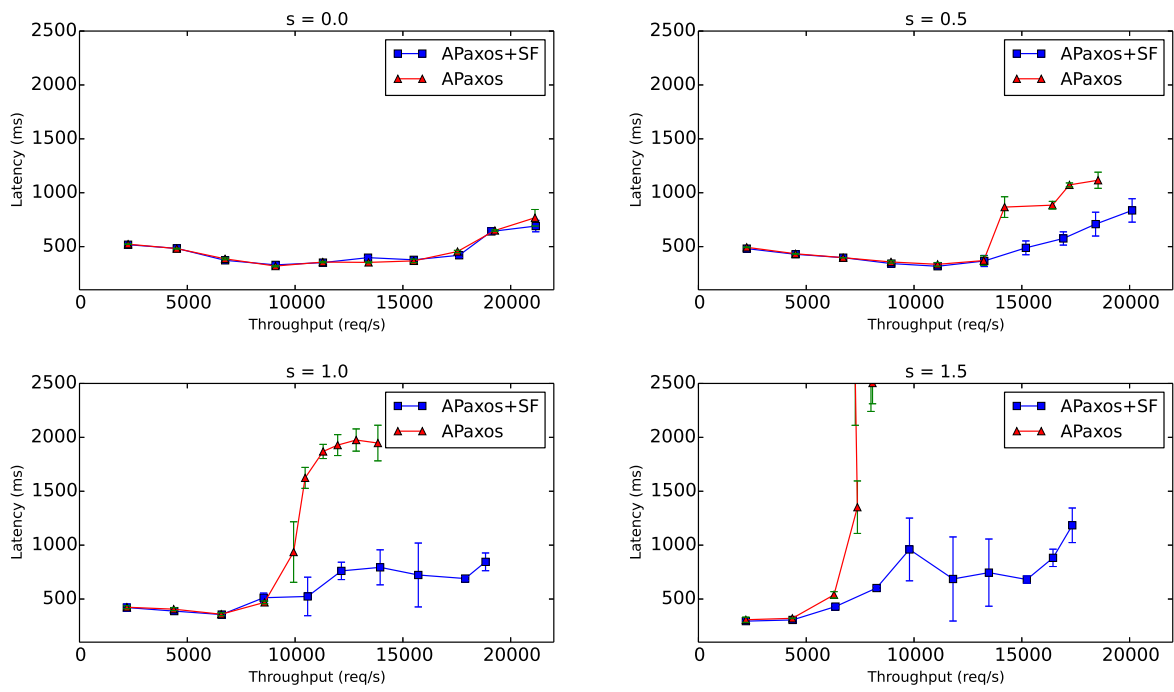 s = 0.0
2500
2000
1500
1000
500
Latency (ms)
APaxos+SF
APaxos
0 5000 10000 15000 20000
Throughput (req/s)
s = 0.5
2500
2000
1500
1000
500
Latency (ms)
APaxos+SF
APaxos
0 5000 10000 15000 20000
Throughput (req/s)
s = 1.0
2500
2000
1500
1000
500
Latency (ms)
APaxos+SF
APaxos
0 5000 10000 15000 20000
Throughput (req/s)
s = 1.5
2500
2000
1500
1000
500
Latency (ms)
APaxos+SF
APaxos
0 5000 10000 15000 20000
Throughput (req/s)